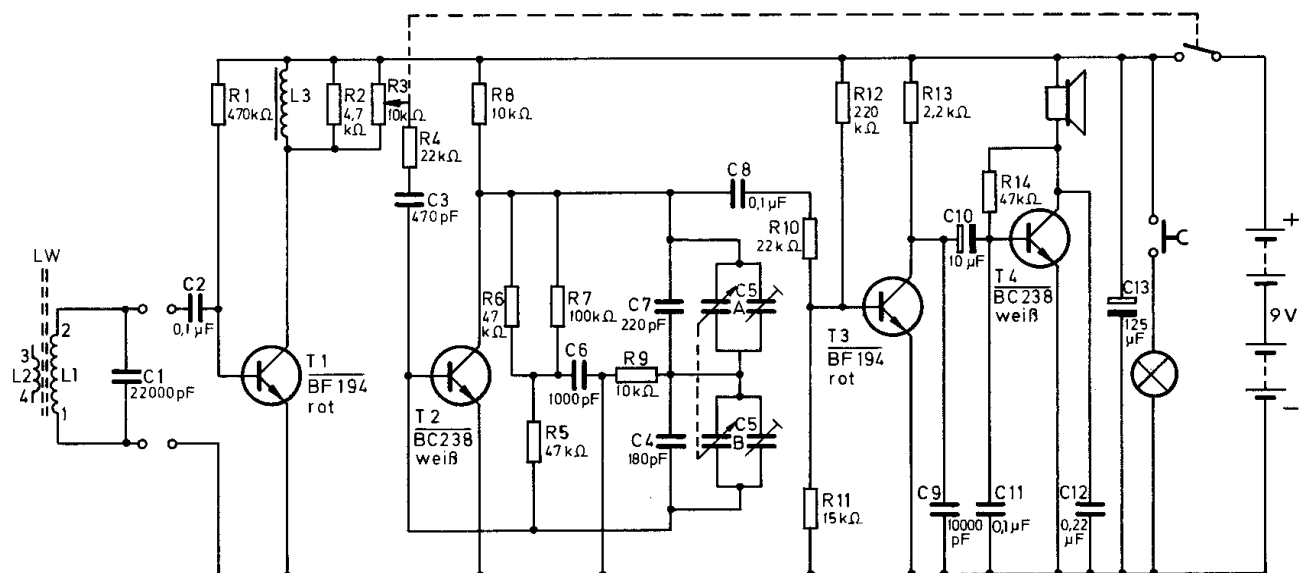 R1
470kΩ
L3
R2
4,7
kΩ
R3
10kΩ
R4
22kΩ
C3
470pF
R8
10kΩ
C8
0,1µF
R12
220
kΩ
R13
2,2kΩ
R14
47kΩ
C10
10µF
R10
22kΩ
LW
2
3
L2
L1
4
1
C1
22000pF
C2
0,1µF
T1
BF194
rot
T2
BC238
weiß
R6
47
kΩ
R7
100kΩ
C6
1000pF
R5
47kΩ
R9
10kΩ
C7
220pF
C4
180pF
C5
A
C5
B
T3
BF194
rot
R11
15kΩ
T4
BC238
weiß
C9
10000
pF
C11
0,1µF
C12
0,22
µF
C13
125
µF
+
9V
−